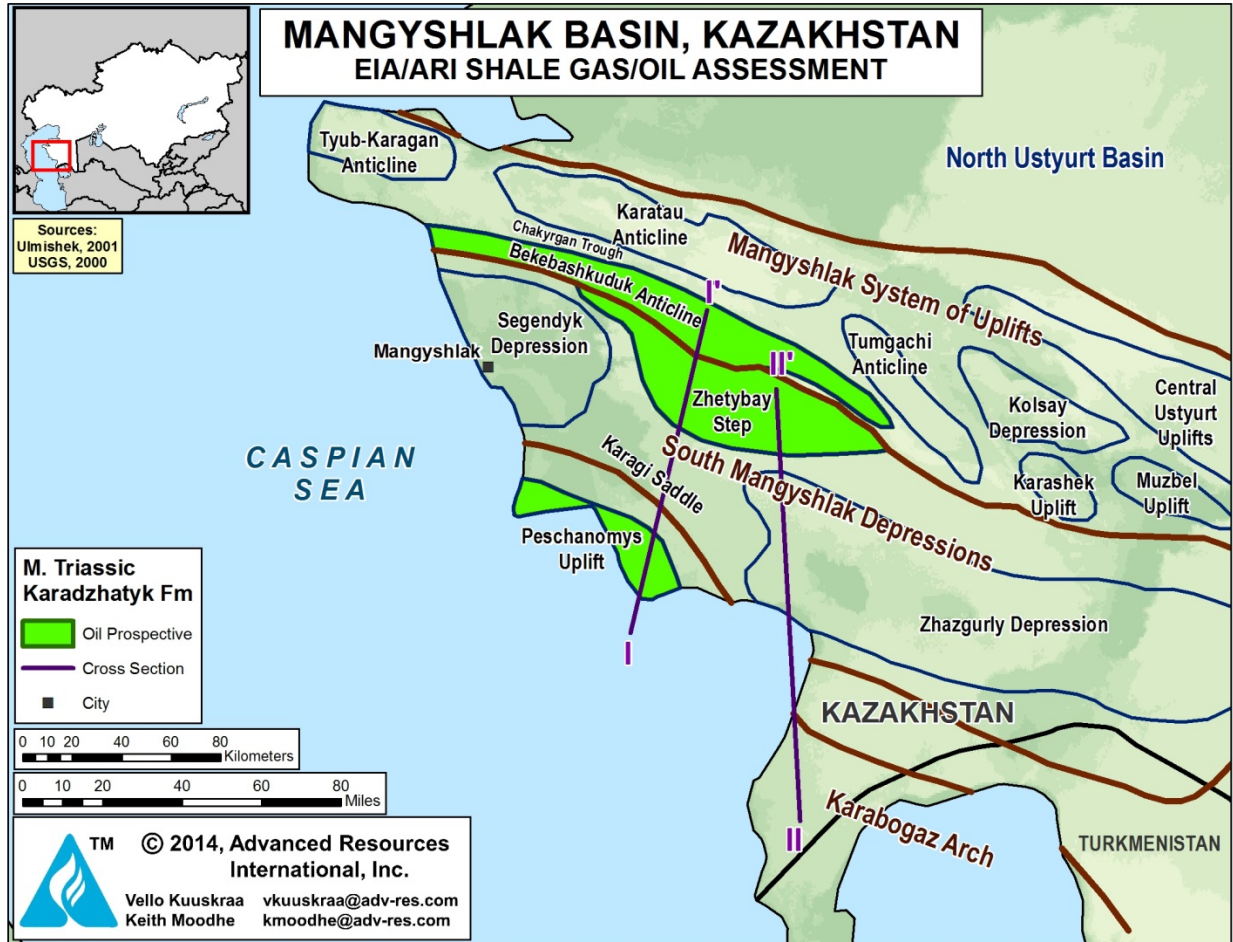 MANGYSHLAK BASIN, KAZAKHSTAN
EIA/ARI SHALE GAS/OIL ASSESSMENT
Sources:
Ulmishek, 2001
USGS, 2000
Tyub-Karagan
Anticline
North Ustyurt Basin
Karatau
Anticline
Chakyrgan Trough
Bekebashkuduk Anticline
Mangyshlak System of Uplifts
I'
Segendyk
Depression
Mangyshlak
Tumgachi
Anticline
II'
Zhetybay
Step
Kolsay
Depression
Central
Ustyurt
Uplifts
CASPIAN
SEA
Karagi Saddle
South Mangyshlak Depressions
Karashek
Uplift
Muzbel
Uplift
Peschanomys
Uplift
I
Zhazgurly Depression
M. Triassic
Karadzhatyk Fm
Oil Prospective
Cross Section
City
KAZAKHSTAN
0 10 20 40 60 80
Kilometers
0 10 20 40 60 80
Miles
Karabogaz Arch
II
TURKMENISTAN
TM
© 2014, Advanced Resources
International, Inc.
Vello Kuuskraa vkuuskraa@adv-res.com
Keith Moodhe kmoodhe@adv-res.com